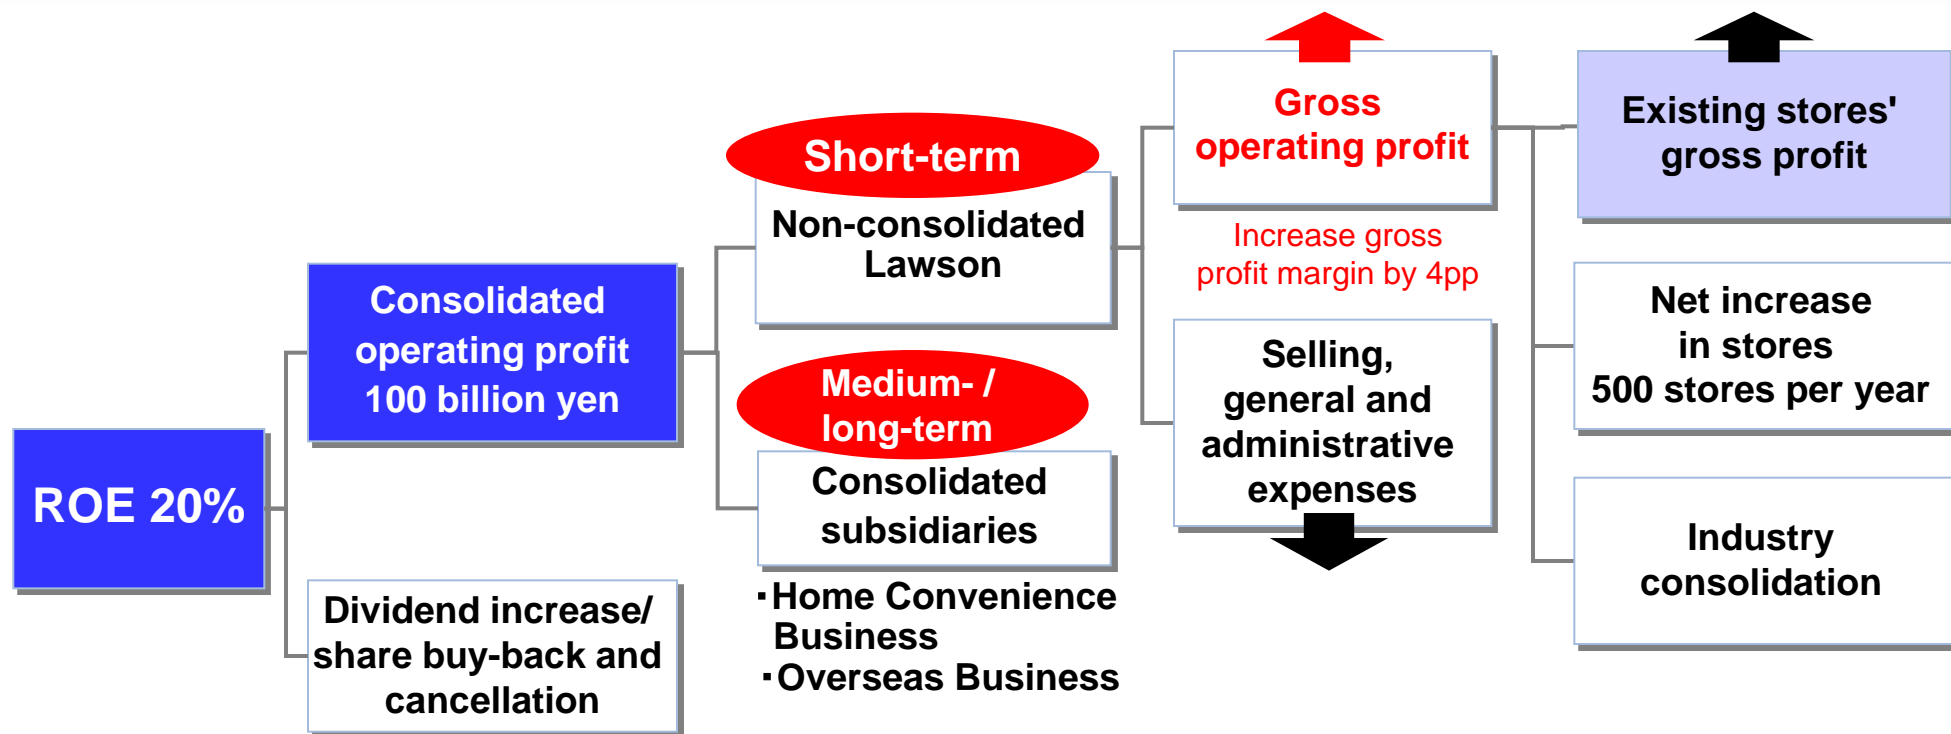 ROE 20%
Consolidated
operating profit
100 billion yen
Dividend increase/
share buy-back and
cancellation
Short-term
Non-consolidated
Lawson
Medium- /
long-term
Consolidated
subsidiaries
・Home Convenience
Business
・Overseas Business
Gross
operating profit
Increase gross
profit margin by 4pp
Selling,
general and
administrative
expenses
Existing stores'
gross profit
Net increase
in stores
500 stores per year
Industry
consolidation